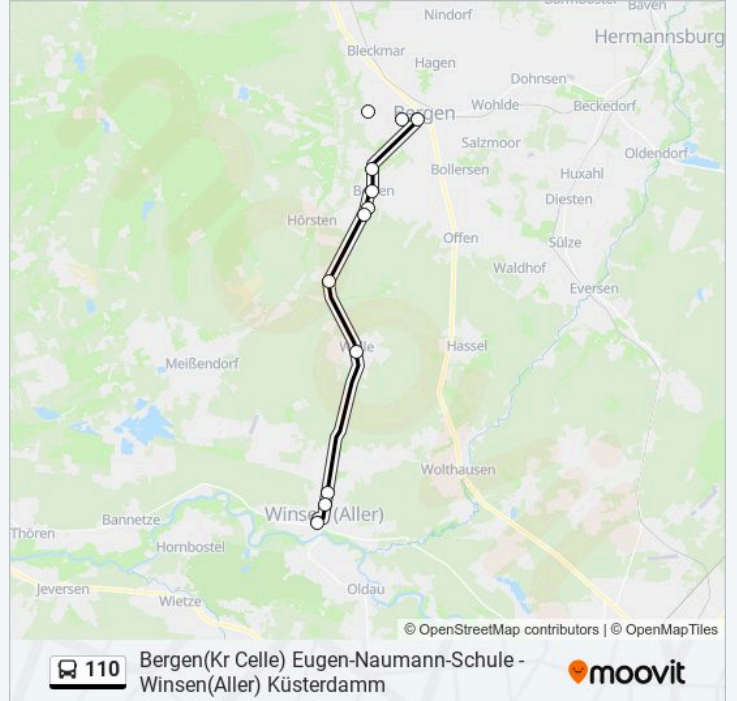 Baven
Nindorf
Hermannsburg
Bleckmar
Hagen
Dohnsen
Bergen
Wohlde
Beckedorf
Salzmoor
Oldendorf
Bollersen
Huxahl
Diesten
Hörsten
Offen
Sülze
Waldhof
Eversen
Hassel
Meißendorf
Wolthausen
Winsen (Aller)
Bannetze
Thören
Hornbostel
Jeversen
Wietze
Oldau
© OpenStreetMap contributors | © OpenMapTiles
110
Bergen(Kr Celle) Eugen-Naumann-Schule -
Winsen(Aller) Küsterdamm
moovit